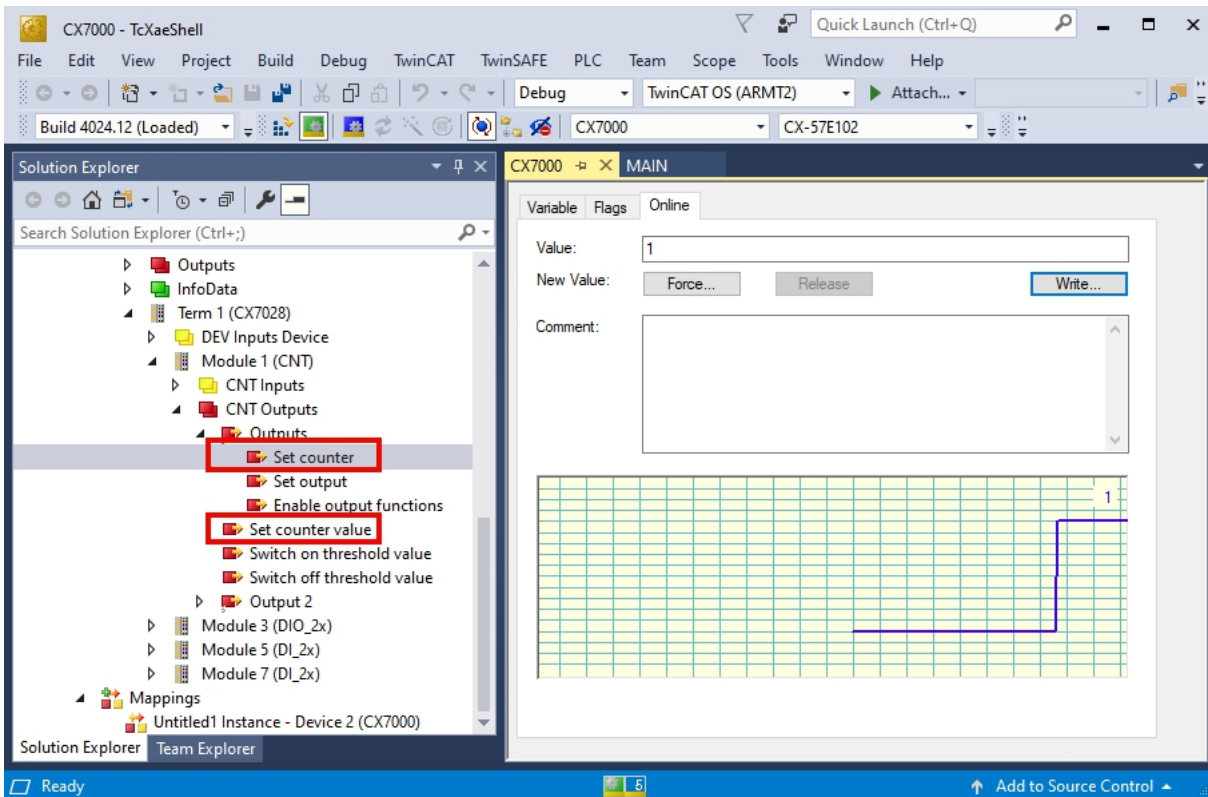 CX7000 - TcXaeShell
Quick Launch (Ctrl+Q)
File Edit View Project Build Debug TwinCAT TwinSAFE PLC Team Scope Tools Window Help
Debug TwinCAT OS (ARMT2) Attach...
Build 4024.12 (Loaded) CX7000 CX-57E102
Solution Explorer
Search Solution Explorer (Ctrl+;)
Outputs
InfoData
Term 1 (CX7028)
DEV Inputs Device
Module 1 (CNT)
CNT Inputs
CNT Outputs
Outputs
Set counter
Set output
Enable output functions
Set counter value
Switch on threshold value
Switch off threshold value
Output 2
Module 3 (DIO_2x)
Module 5 (DI_2x)
Module 7 (DI_2x)
Mappings
Untitled1 Instance - Device 2 (CX7000)
Solution Explorer Team Explorer
CX7000 MAIN
Variable Flags Online
Value: 1
New Value: Force... Release Write...
Comment:
1
Ready 5 Add to Source Control